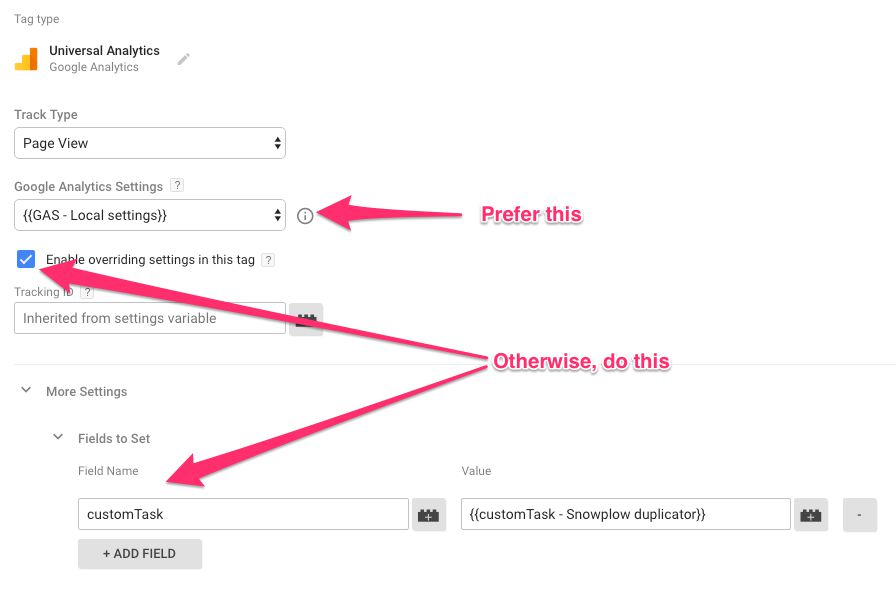 Tag type
Universal Analytics
Google Analytics
Track Type
Page View
Google Analytics Settings ?
{{GAS - Local settings}}
Prefer this
Enable overriding settings in this tag ?
Tracking ID ?
Inherited from settings variable
Otherwise, do this
More Settings
Fields to Set
Field Name Value
customTask {{customTask - Snowplow duplicator}} -
+ ADD FIELD